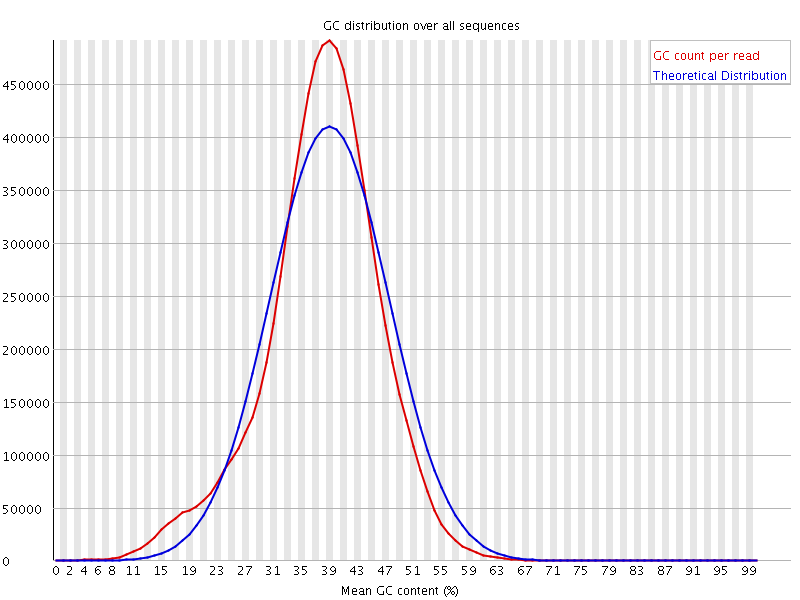 GC distribution over all sequences
GC count per read
Theoretical Distribution
450000
400000
350000
300000
250000
200000
150000
100000
50000
0
0 2 4 6 8 11 15 19 23 27 31 35 39 43 47 51 55 59 63 67 71 75 79 83 87 91 95 99
Mean GC content (%)